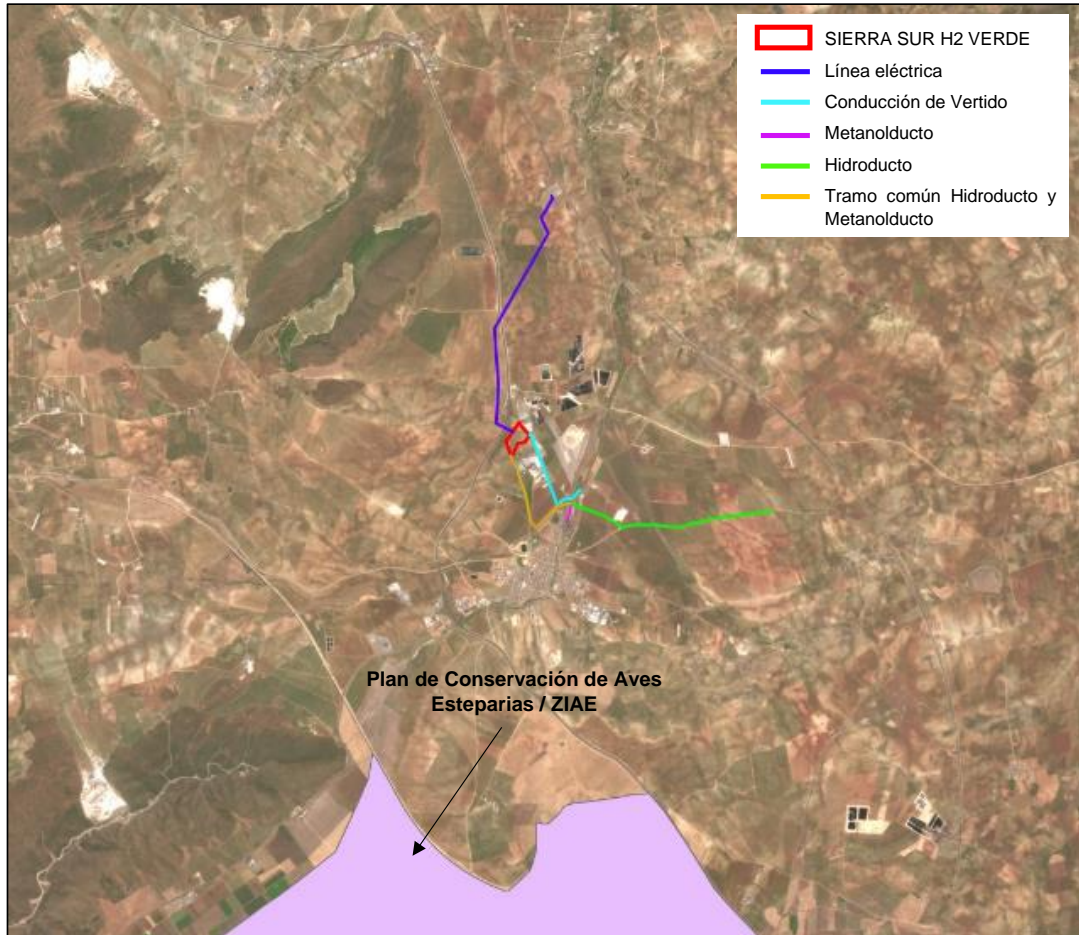 SIERRA SUR H2 VERDE
Línea eléctrica
Conducción de Vertido
Metanolducto
Hidroducto
Tramo común Hidroducto y
Metanolducto
Plan de Conservación de Aves
Esteparias / ZIAE